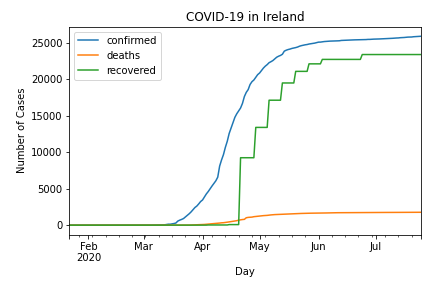 COVID-19 in Ireland
confirmed
deaths
recovered
Number of Cases
25000
20000
15000
10000
5000
0
Feb Mar Apr May Jun Jul
2020
Day